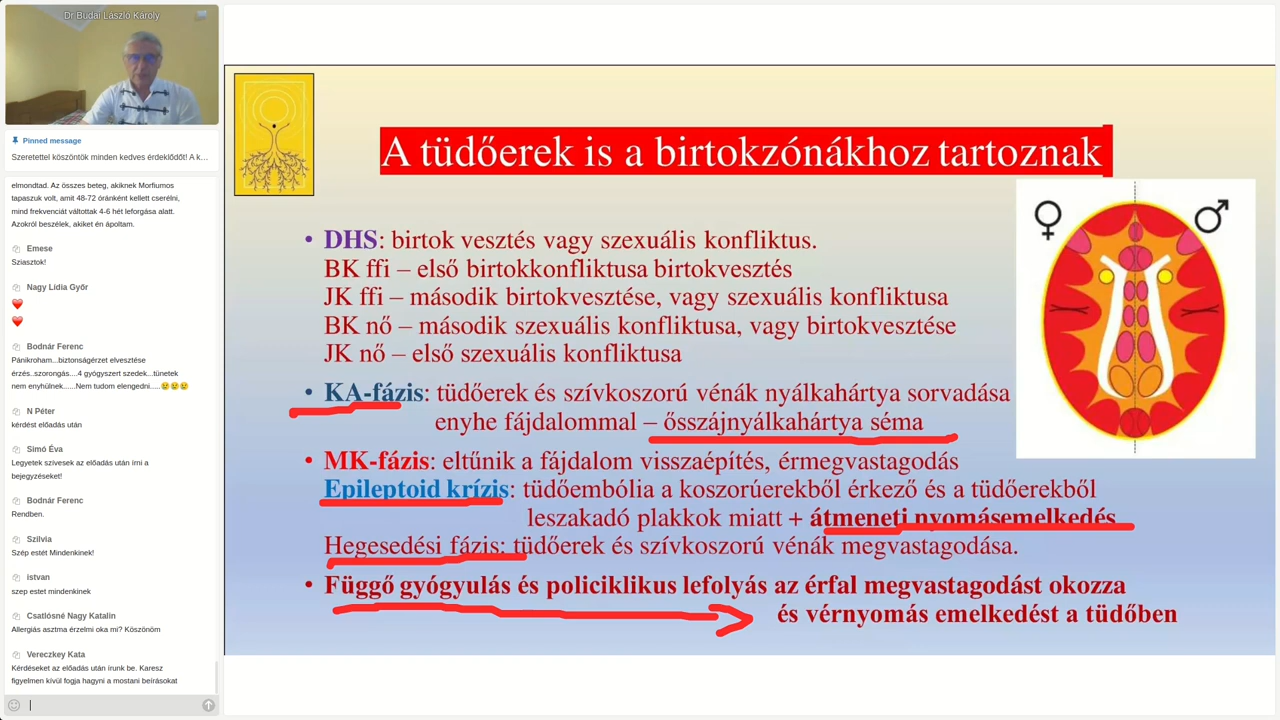 Dr Budai László Károly
Pinned message
Szeretettel köszöntök minden kedves érdeklődőt! A k…
elmondtad. Az összes beteg, akiknek Morfiumos
tapaszuk volt, amit 48-72 óránként kellett cserélni,
mind frekvenciát váltottak 4-6 hét leforgása alatt.
Azokról beszélek, akiket én ápoltam.
Emese
Sziasztok!
Nagy Lídia Győr
Bodnár Ferenc
Pánikroham...biztonságérzet elvesztése
érzés..szorongás....4 gyógyszert szedek...tünetek
nem enyhülnek......Nem tudom elengedni.....
N Péter
kérdést előadás után
Simó Éva
Legyetek szívesek az előadás után írni a
bejegyzéseket!
Bodnár Ferenc
Rendben.
Szilvia
Szép estét Mindenkinek!
istvan
szep estet mindenkinek
Csatlósné Nagy Katalin
Allergiás asztma érzelmi oka mi? Köszönöm
Vereczkey Kata
Kérdéseket az előadás után írunk be. Karesz
figyelmen kívül fogja hagyni a mostani beírásokat
A tüdőerek is a birtokzónákhoz tartoznak
• DHS: birtok vesztés vagy szexuális konfliktus.
BK ffi – első birtokkonfliktusa birtokvesztés
JK ffi – második birtokvesztése, vagy szexuális konfliktusa
BK nő – második szexuális konfliktusa, vagy birtokvesztése
JK nő – első szexuális konfliktusa
• KA-fázis: tüdőerek és szívkoszorú vénák nyálkahártya sorvadása
enyhe fájdalommal – ősszájnyálkahártya séma
• MK-fázis: eltűnik a fájdalom visszaépítés, érmegvastagodás
Epileptoid krízis: tüdőembólia a koszorúerekből érkező és a tüdőerekből
leszakadó plakkok miatt + átmeneti nyomásemelkedés
Hegesedési fázis: tüdőerek és szívkoszorú vénák megvastagodása.
• Függő gyógyulás és policiklikus lefolyás az érfal megvastagodást okozza
és vérnyomás emelkedést a tüdőben
♀ ♂